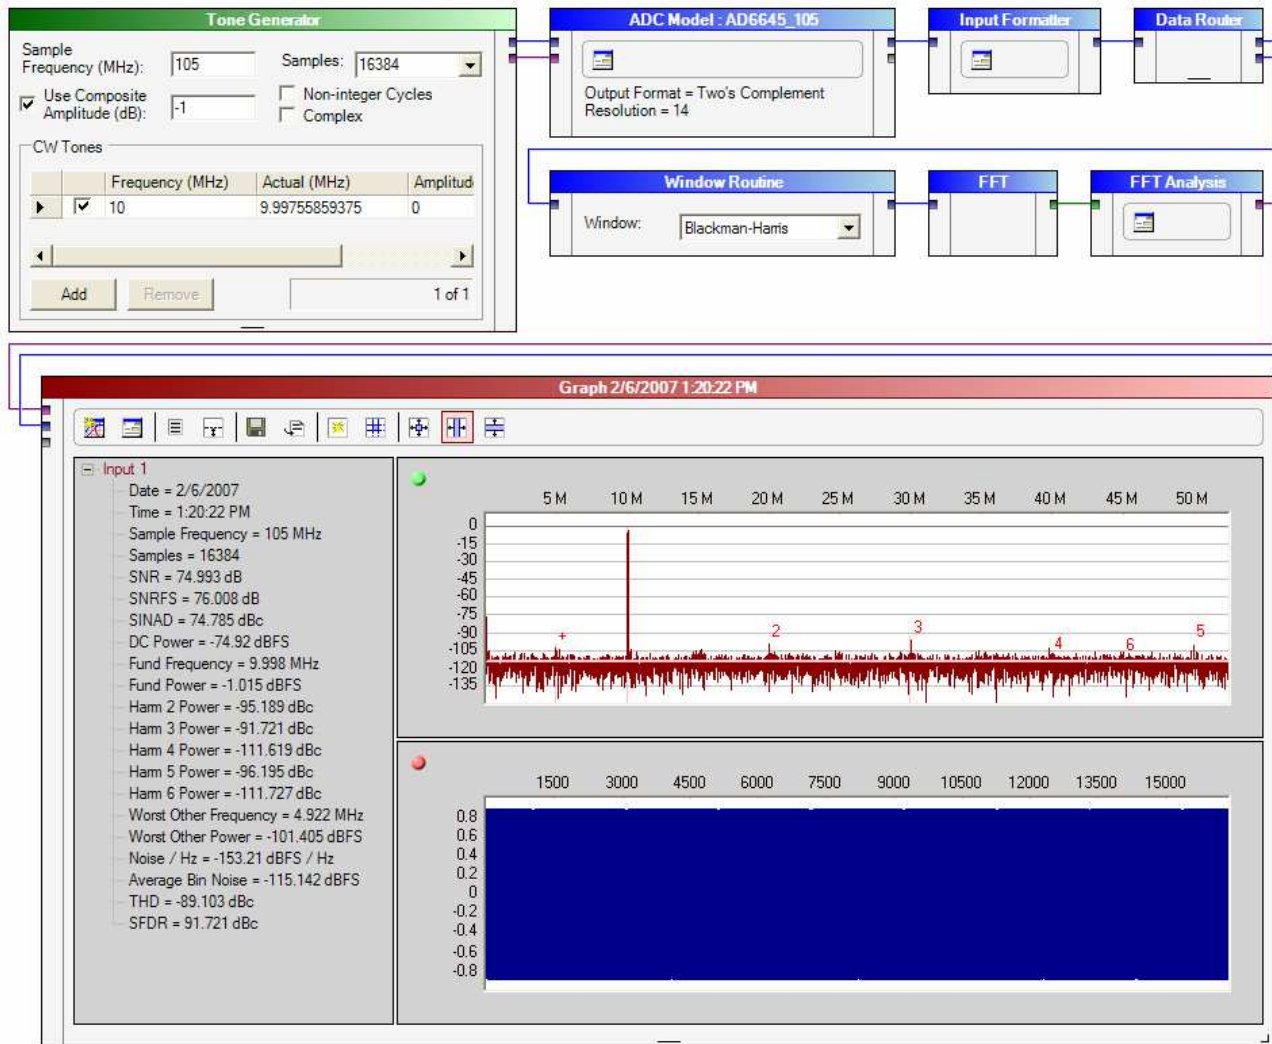 Tone Generator
Sample Frequency (MHz): 105 Samples: 16384
Use Composite Amplitude (dB): -1
Non-integer Cycles
Complex
CW Tones
Frequency (MHz) Actual (MHz) Amplitud
10 9.99755859375 0
Add Remove 1 of 1
ADC Model : AD6645_105
Output Format = Two's Complement
Resolution = 14
Input Formatter
Data Router
Window Routine
Window: Blackman-Harris
FFT
FFT Analysis
Graph 2/6/2007 1:20:22 PM
Input 1
Date = 2/6/2007
Time = 1:20:22 PM
Sample Frequency = 105 MHz
Samples = 16384
SNR = 74.993 dB
SNRFS = 76.008 dB
SINAD = 74.785 dBc
DC Power = -74.92 dBFS
Fund Frequency = 9.998 MHz
Fund Power = -1.015 dBFS
Harm 2 Power = -95.189 dBc
Harm 3 Power = -91.721 dBc
Harm 4 Power = -111.619 dBc
Harm 5 Power = -96.195 dBc
Harm 6 Power = -111.727 dBc
Worst Other Frequency = 4.922 MHz
Worst Other Power = -101.405 dBFS
Noise / Hz = -153.21 dBFS / Hz
Average Bin Noise = -115.142 dBFS
THD = -89.103 dBc
SFDR = 91.721 dBc
5 M 10 M 15 M 20 M 25 M 30 M 35 M 40 M 45 M 50 M
0
-15
-30
-45
-60
-75
-90
-105
-120
-135
+ 2 3 4 6 5
1500 3000 4500 6000 7500 9000 10500 12000 13500 15000
0.8
0.6
0.4
0.2
0
-0.2
-0.4
-0.6
-0.8